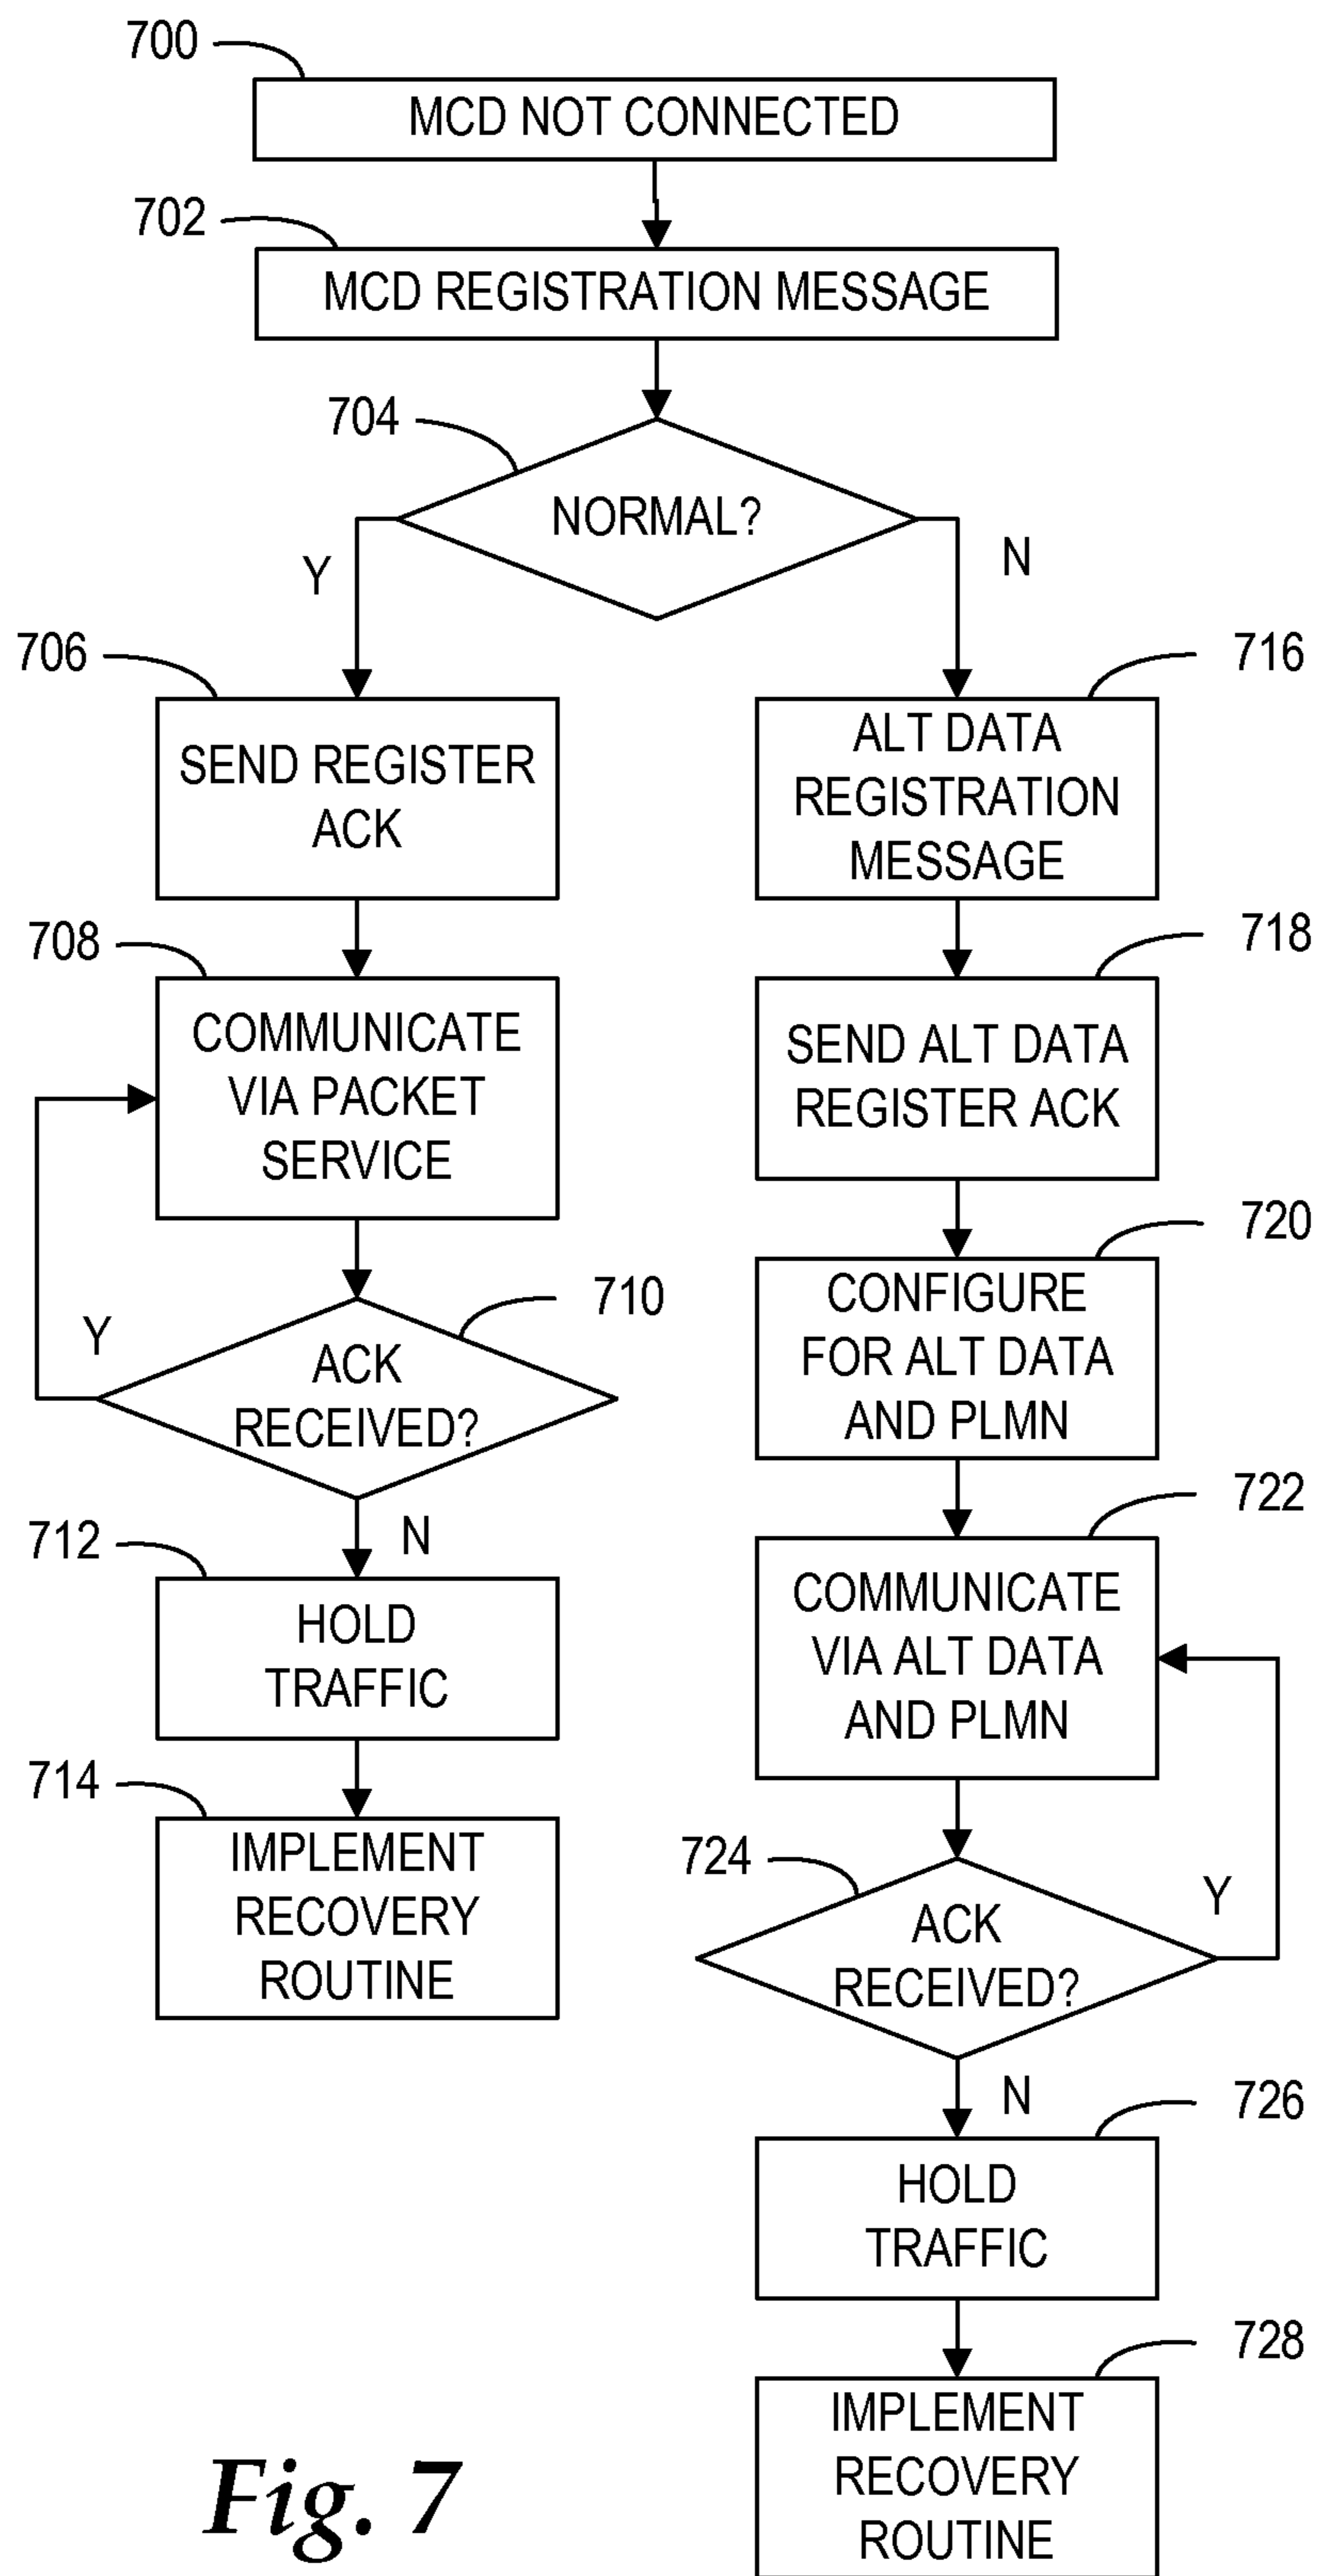 700
MCD NOT CONNECTED
702
MCD REGISTRATION MESSAGE
704
NORMAL?
Y
N
706
SEND REGISTER
ACK
708
COMMUNICATE
VIA PACKET
SERVICE
710
Y
ACK
RECEIVED?
N
712
HOLD
TRAFFIC
714
IMPLEMENT
RECOVERY
ROUTINE
716
ALT DATA
REGISTRATION
MESSAGE
718
SEND ALT DATA
REGISTER ACK
720
CONFIGURE
FOR ALT DATA
AND PLMN
722
COMMUNICATE
VIA ALT DATA
AND PLMN
724
Y
ACK
RECEIVED?
N
726
HOLD
TRAFFIC
728
IMPLEMENT
RECOVERY
ROUTINE
Fig. 7